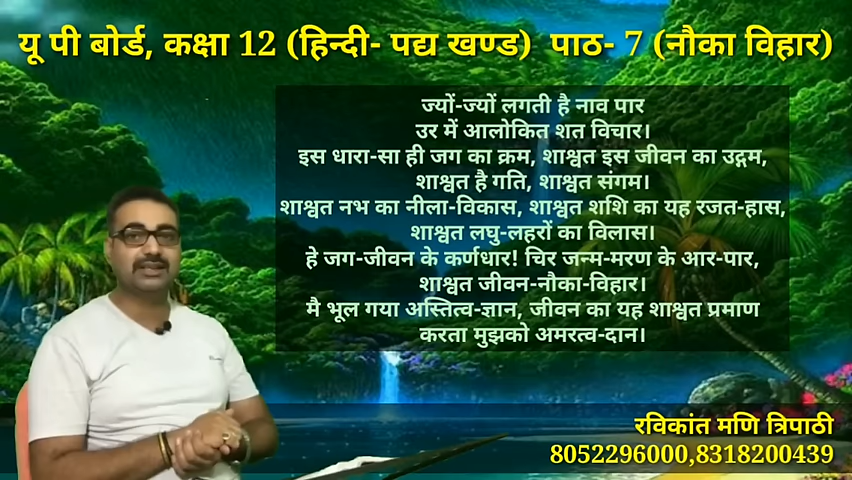 यू पी बोर्ड, कक्षा 12 (हिन्दी- पद्य खण्ड) पाठ- 7 (नौका विहार)
ज्यों-ज्यों लगती है नाव पार
उर में आलोकित शत विचार।
इस धारा-सा ही जग का क्रम, शाश्वत इस जीवन का उद्गम,
शाश्वत है गति, शाश्वत संगम।
शाश्वत नभ का नीला-विकास, शाश्वत शशि का यह रजत-हास,
शाश्वत लघु-लहरों का विलास।
हे जग-जीवन के कर्णधार! चिर जन्म-मरण के आर-पार,
शाश्वत जीवन-नौका-विहार।
मै भूल गया अस्तित्व-ज्ञान, जीवन का यह शाश्वत प्रमाण
करता मुझको अमरत्व-दान।
रविकांत मणि त्रिपाठी
8052296000,8318200439